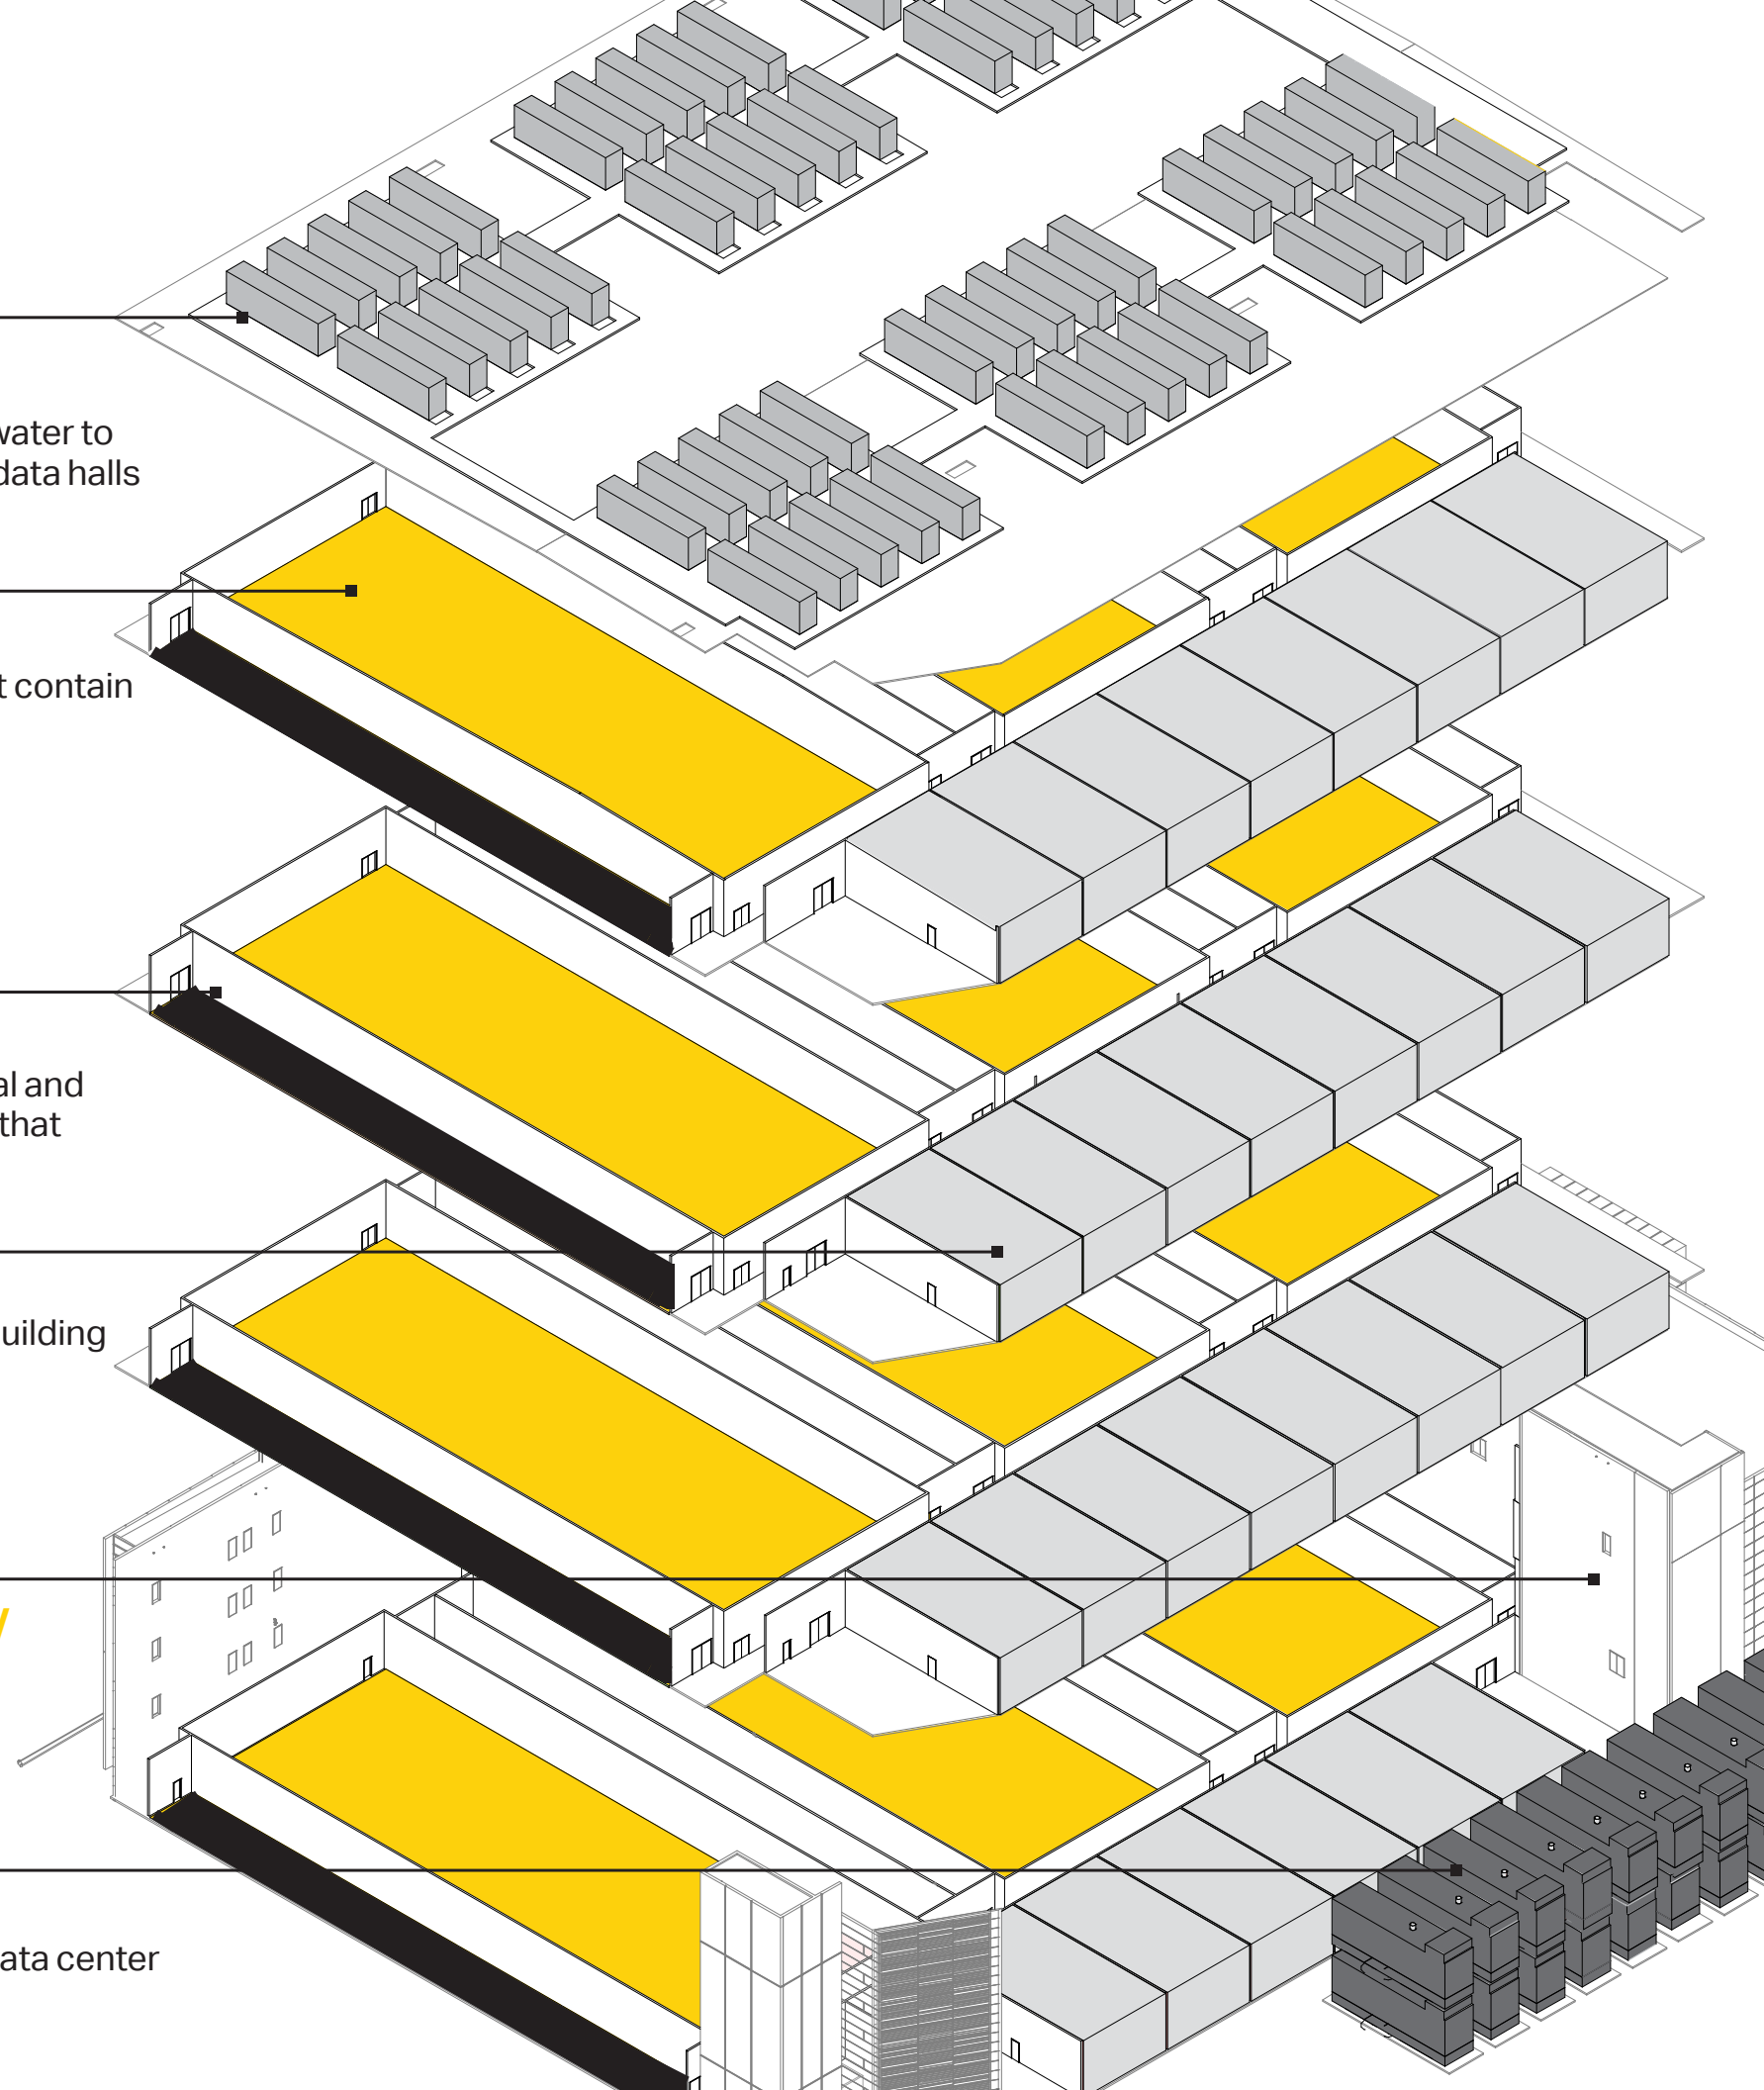 water to
data halls
t contain
al and
that
uilding
y
ata center